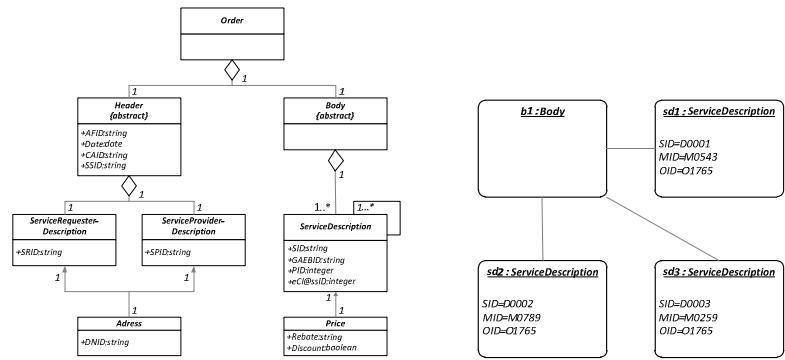 Order
1
1
1
Header
{abstract}
+AFID:string
+Date:date
+CAID:string
+SSID:string
Body
{abstract}
1
1
1
1
1..*
1...*
ServiceRequester-
Description
+SRID:string
ServiceProvider-
Description
+SPID:string
ServiceDescription
+SID:string
+GAEBID:string
+PID:integer
+eCl@ssID:integer
1
1
1
1
1
Adress
+DNID:string
Price
+Rebate:string
+Discount:boolean
b1:Body
sd1:ServiceDescription
SID=D0001
MID=M0543
OID=O1765
sd2:ServiceDescription
SID=D0002
MID=M0789
OID=O1765
sd3:ServiceDescription
SID=D0003
MID=M0259
OID=O1765